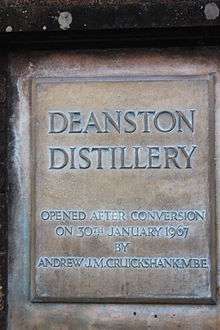 DEANSTON
DISTILLERY
OPENED AFTER CONVERSION
ON 30TH JANUARY 1967
BY
ANDREW J.M. CRUICKSHANK M.B.E.